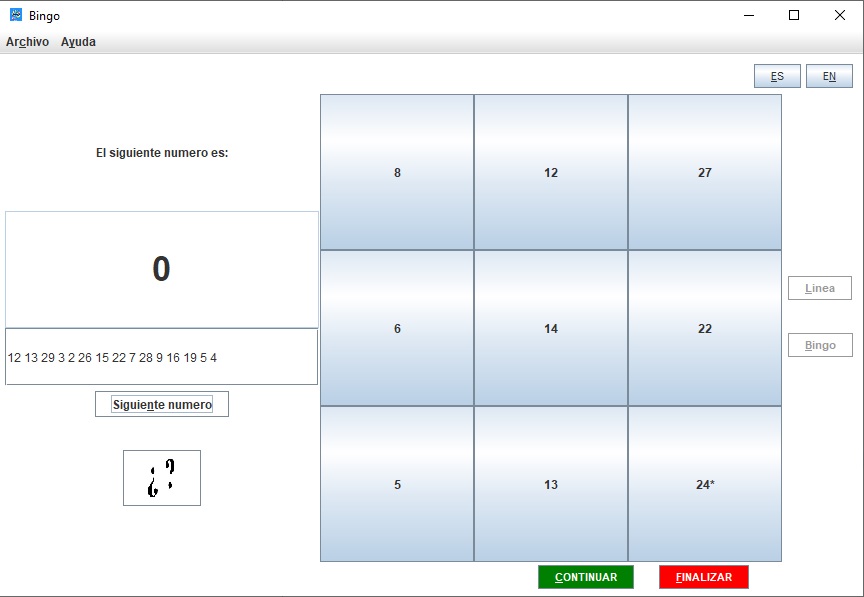 Bingo
Archivo Ayuda
ES EN
El siguiente numero es:
8 12 27
0
6 14 22
Linea
Bingo
12 13 29 3 2 26 15 22 7 28 9 16 19 5 4
Siguiente numero
¿?
5 13 24*
CONTINUAR FINALIZAR